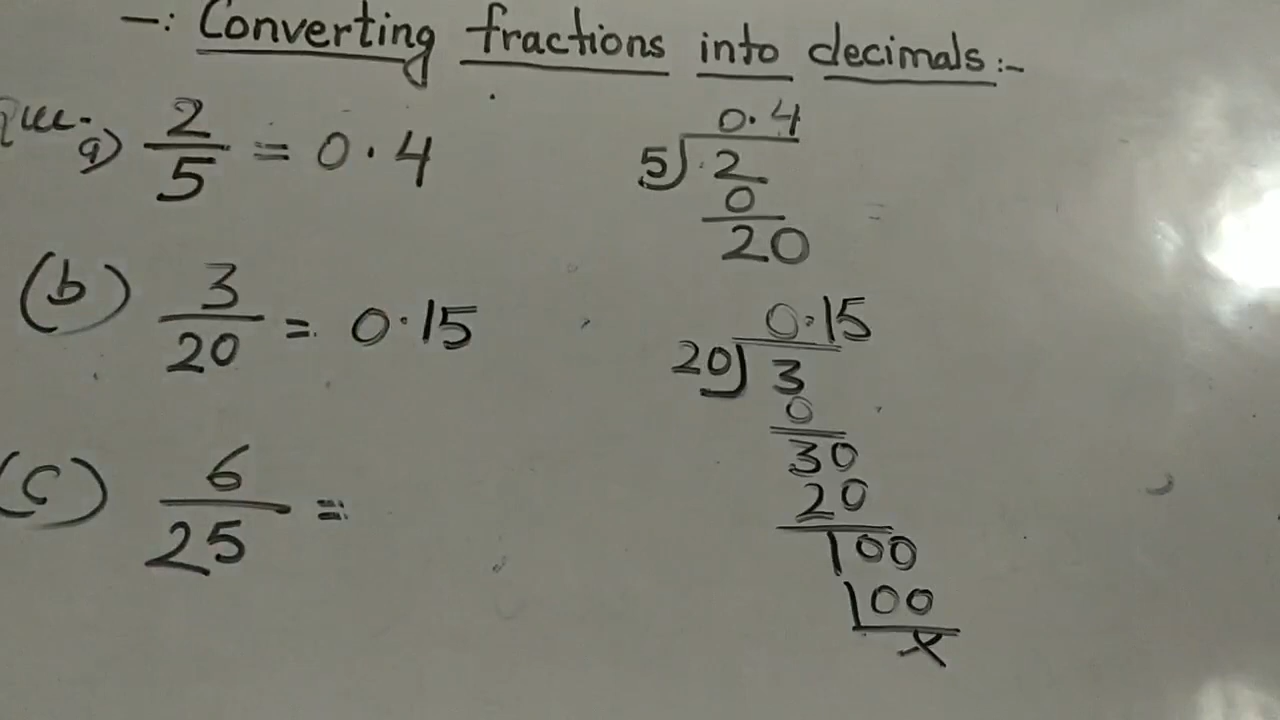 -: Converting fractions into decimals:-
Que. a) 2/5 = 0.4
0.4
5) 2
0
20
(b) 3/20 = 0.15
0.15
20) 3
0
30
20
100
100
x
(c) 6/25 =